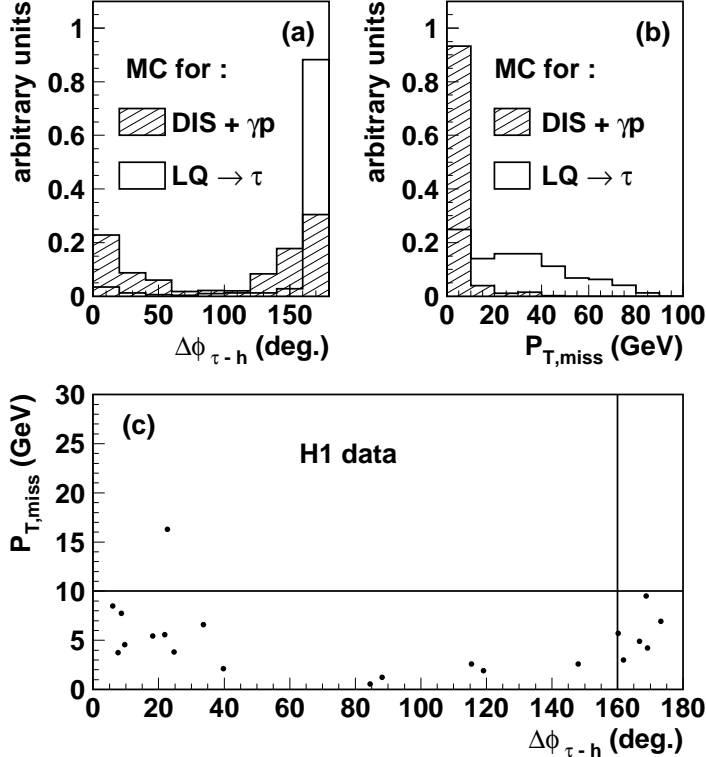 arbitrary units
1
0.8
0.6
0.4
0.2
0
(a)
MC for :
DIS + γp
LQ → τ
0 50 100 150
Δϕ τ - h (deg.)
arbitrary units
1
0.8
0.6
0.4
0.2
0
(b)
MC for :
DIS + γp
LQ → τ
0 20 40 60 80 100
P T,miss (GeV)
P T,miss (GeV)
30
25
20
15
10
5
0
(c)
H1 data
0 20 40 60 80 100 120 140 160 180
Δϕ τ - h (deg.)